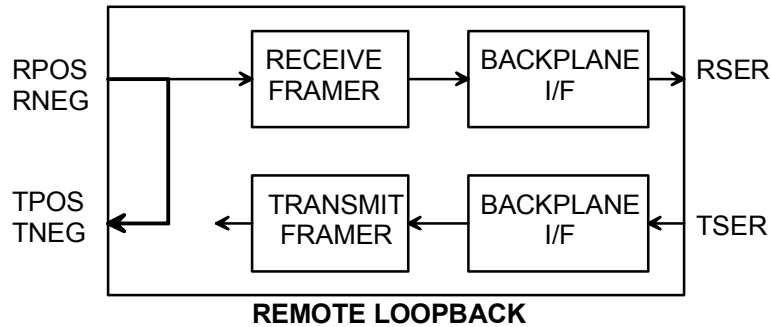 RPOS
RNEG
RECEIVE
FRAMER
BACKPLANE
I/F
RSER
TPOS
TNEG
TRANSMIT
FRAMER
BACKPLANE
I/F
TSER
REMOTE LOOPBACK